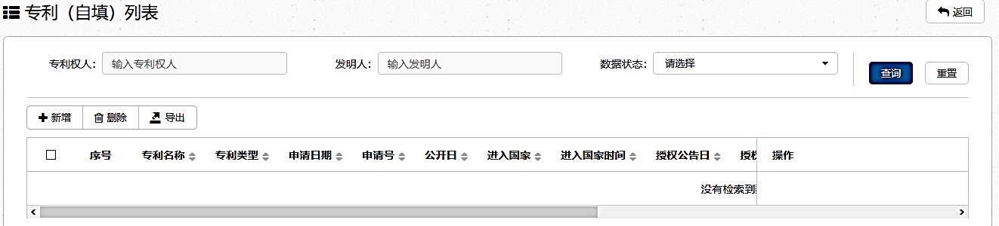 专利（自填）列表 返回
专利权人： 输入专利权人 发明人： 输入发明人 数据状态： 请选择 查询 重置
新增 删除 导出
序号 专利名称 专利类型 申请日期 申请号 公开日 进入国家 进入国家时间 授权公告日 授权 操作
没有检索到